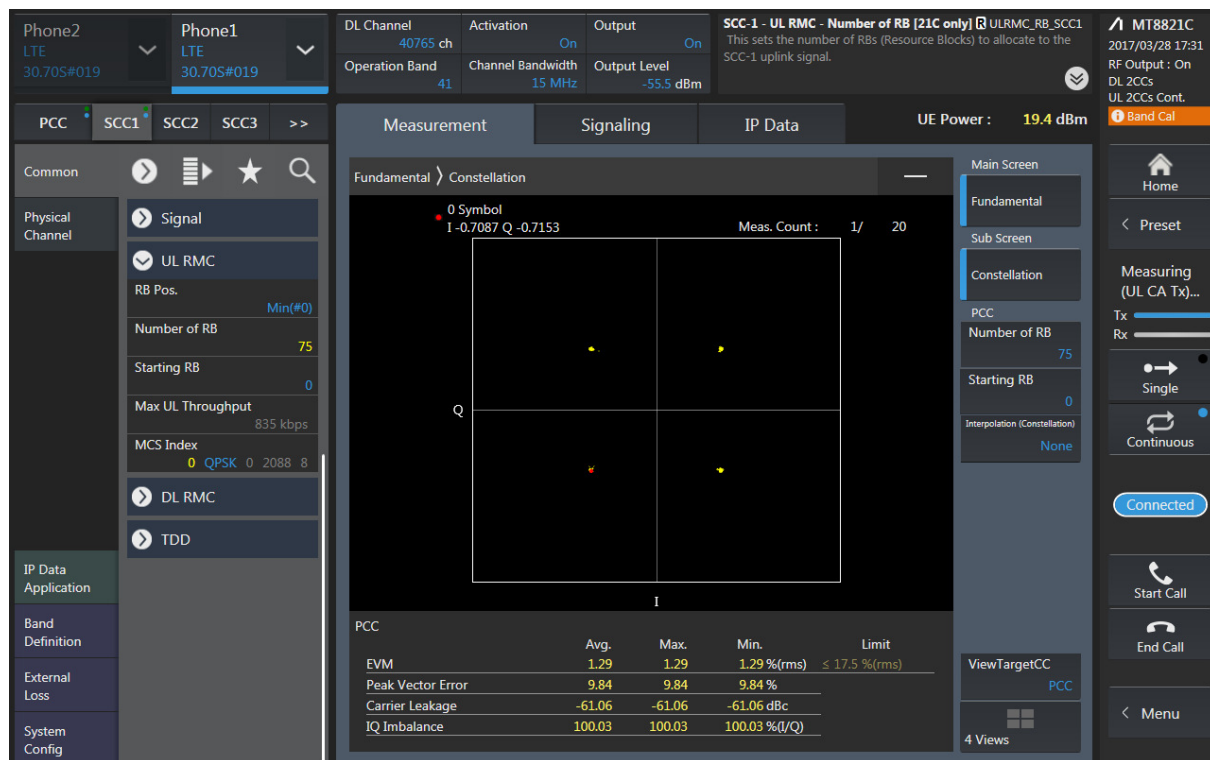 Phone2
LTE
30.70S#019
Phone1
LTE
30.70S#019
DL Channel
40765 ch
Operation Band
41
Activation
On
Channel Bandwidth
15 MHz
Output
On
Output Level
-55.5 dBm
SCC-1 - UL RMC - Number of RB [21C only] R ULRMC_RB_SCC1
This sets the number of RBs (Resource Blocks) to allocate to the
SCC-1 uplink signal.
MT8821C
2017/03/28 17:31
RF Output : On
DL 2CCs
UL 2CCs Cont.
Band Cal
PCC SCC1 SCC2 SCC3 >>
Common
Physical
Channel
Signal
UL RMC
RB Pos.
Min(#0)
Number of RB
75
Starting RB
0
Max UL Throughput
835 kbps
MCS Index
0 QPSK 0 2088 8
DL RMC
TDD
IP Data
Application
Band
Definition
External
Loss
System
Config
Measurement Signaling IP Data
UE Power : 19.4 dBm
Fundamental 〉 Constellation
0 Symbol
I -0.7087 Q -0.7153
Meas. Count : 1/ 20
Q
I
PCC
Avg. Max. Min. Limit
EVM 1.29 1.29 1.29 %(rms) ≤ 17.5 %(rms)
Peak Vector Error 9.84 9.84 9.84 %
Carrier Leakage -61.06 -61.06 -61.06 dBc
IQ Imbalance 100.03 100.03 100.03 %(I/Q)
Main Screen
Fundamental
Sub Screen
Constellation
PCC
Number of RB
75
Starting RB
0
Interpolation (Constellation)
None
ViewTargetCC
PCC
4 Views
Home
< Preset
Measuring
(UL CA Tx)...
Tx
Rx
Single
Continuous
Connected
Start Call
End Call
< Menu